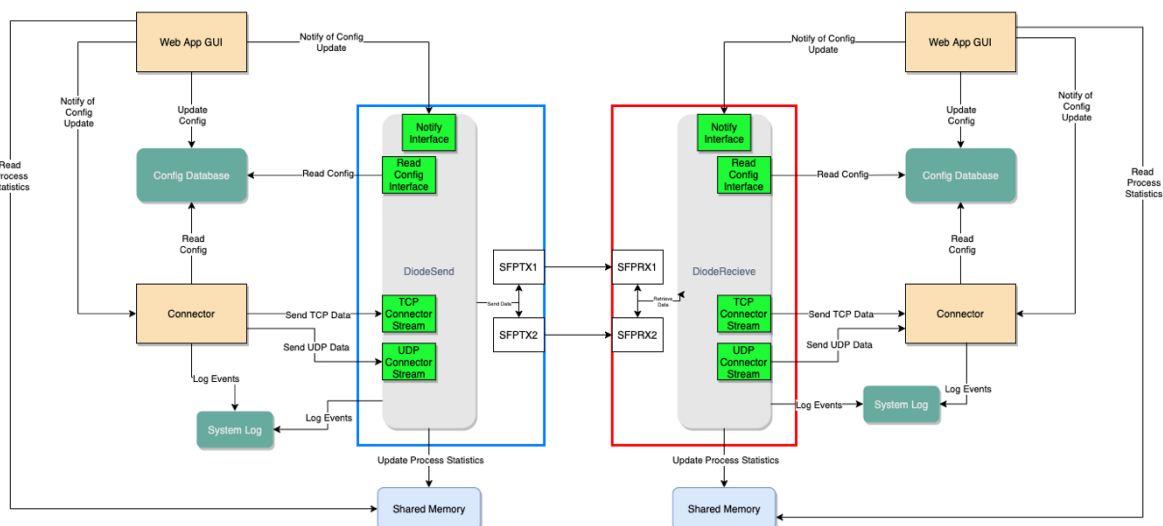 Web App GUI
Notify of Config
Update
Notify of
Config
Update
Update
Config
Read
Process
Statistics
Config Database
Read Config
Read
Config
Connector
Send TCP Data
Send UDP Data
Log Events
System Log
Log Events
Notify
Interface
Read
Config
Interface
DiodeSend
TCP
Connector
Stream
UDP
Connector
Stream
Send Data
SFPTX1
SFPTX2
Update Process Statistics
Shared Memory
SFPRX1
SFPRX2
Retrieve
Data
Notify
Interface
Read
Config
Interface
DiodeRecieve
TCP
Connector
Stream
UDP
Connector
Stream
Update Process Statistics
Shared Memory
Notify of Config
Update
Web App GUI
Update
Config
Notify of
Config
Update
Read
Process
Statistics
Read Config
Config Database
Read
Config
Send TCP Data
Send UDP Data
Connector
Log Events
Log Events
System Log